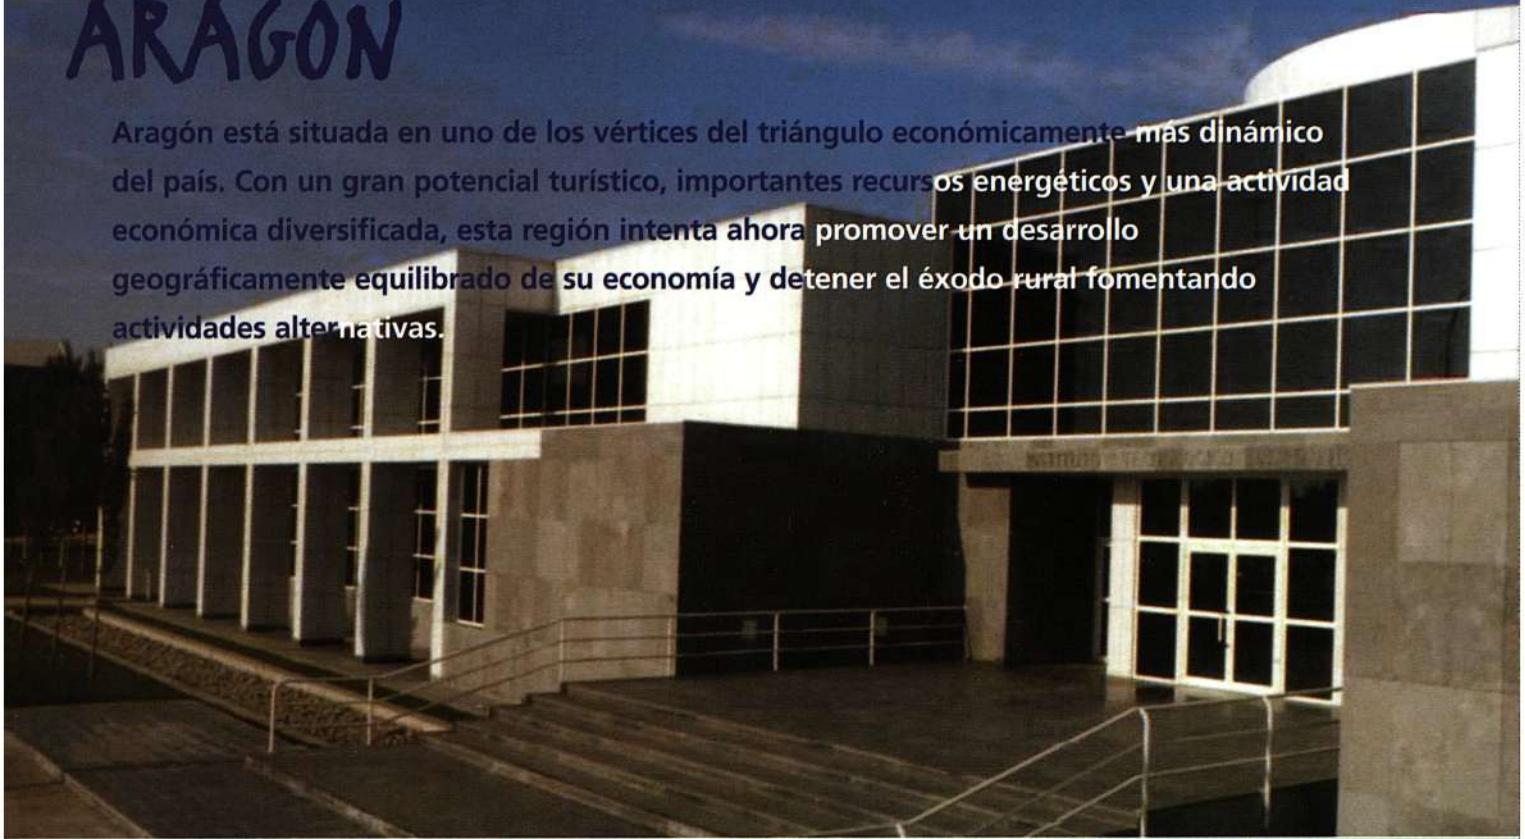 ARAGON
Aragón está situada en uno de los vértices del triángulo económicamente más dinámico
del país. Con un gran potencial turístico, importantes recursos energéticos y una actividad
económica diversificada, esta región intenta ahora promover un desarrollo
geográficamente equilibrado de su economía y detener el éxodo rural fomentando
actividades alternativas.